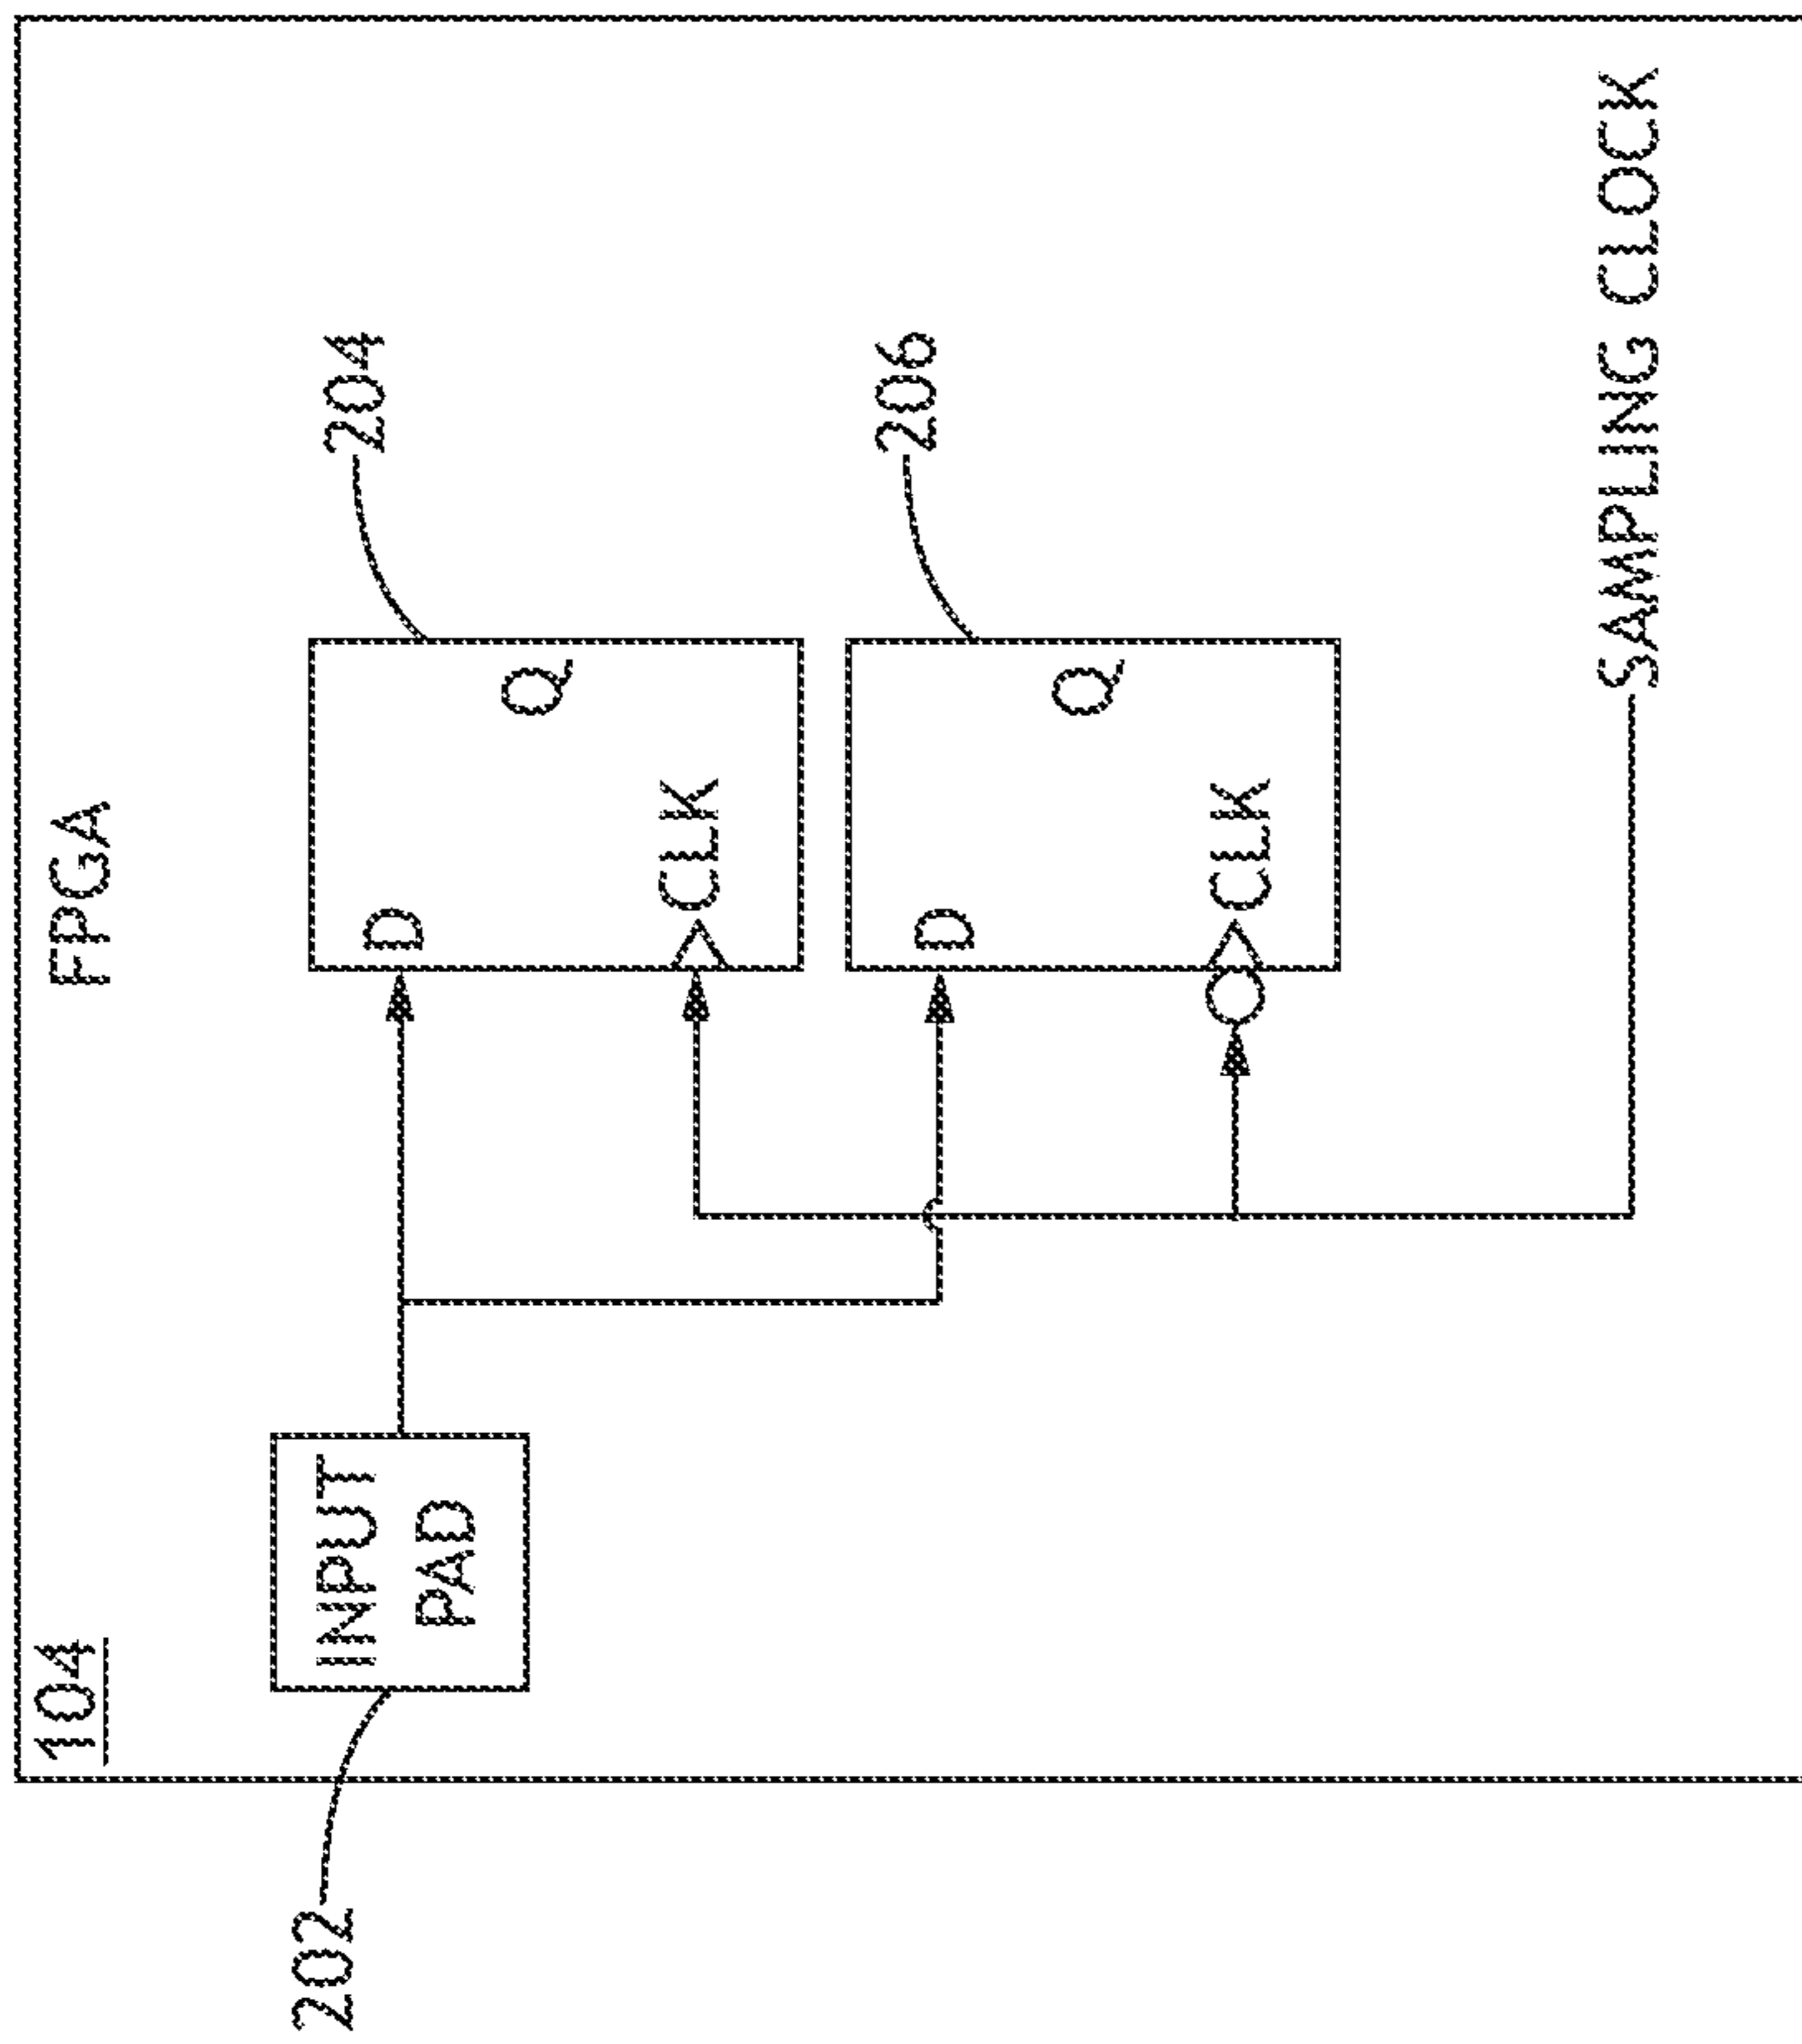 FPGA
104
202
INPUT
PAD
D
Q
CLK
204
D
Q
CLK
206
SAMPLING CLOCK